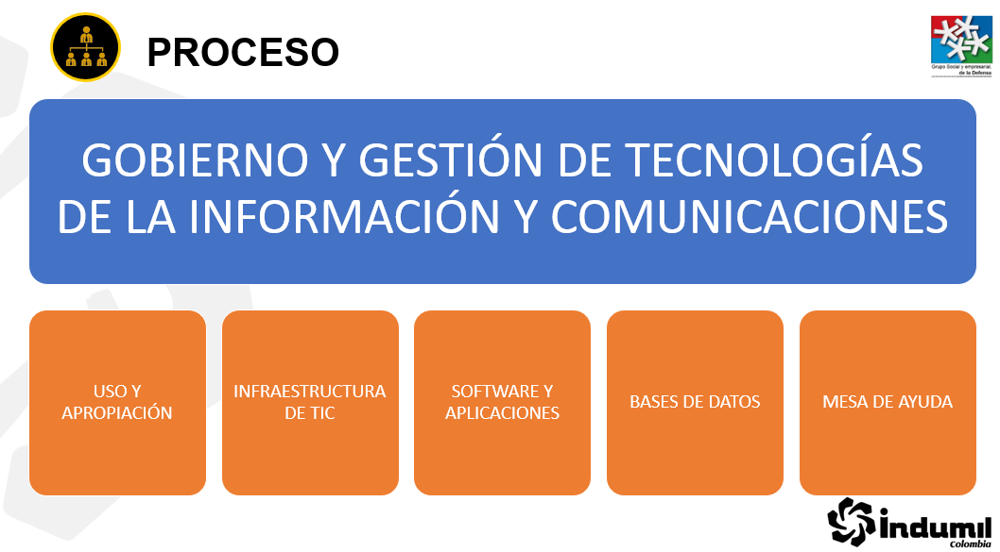 PROCESO
Grupo Social y empresarial
de la Defensa
GOBIERNO Y GESTIÓN DE TECNOLOGÍAS
DE LA INFORMACIÓN Y COMUNICACIONES
USO Y
APROPIACIÓN
INFRAESTRUCTURA
DE TIC
SOFTWARE Y
APLICACIONES
BASES DE DATOS
MESA DE AYUDA
indumil
Colombia